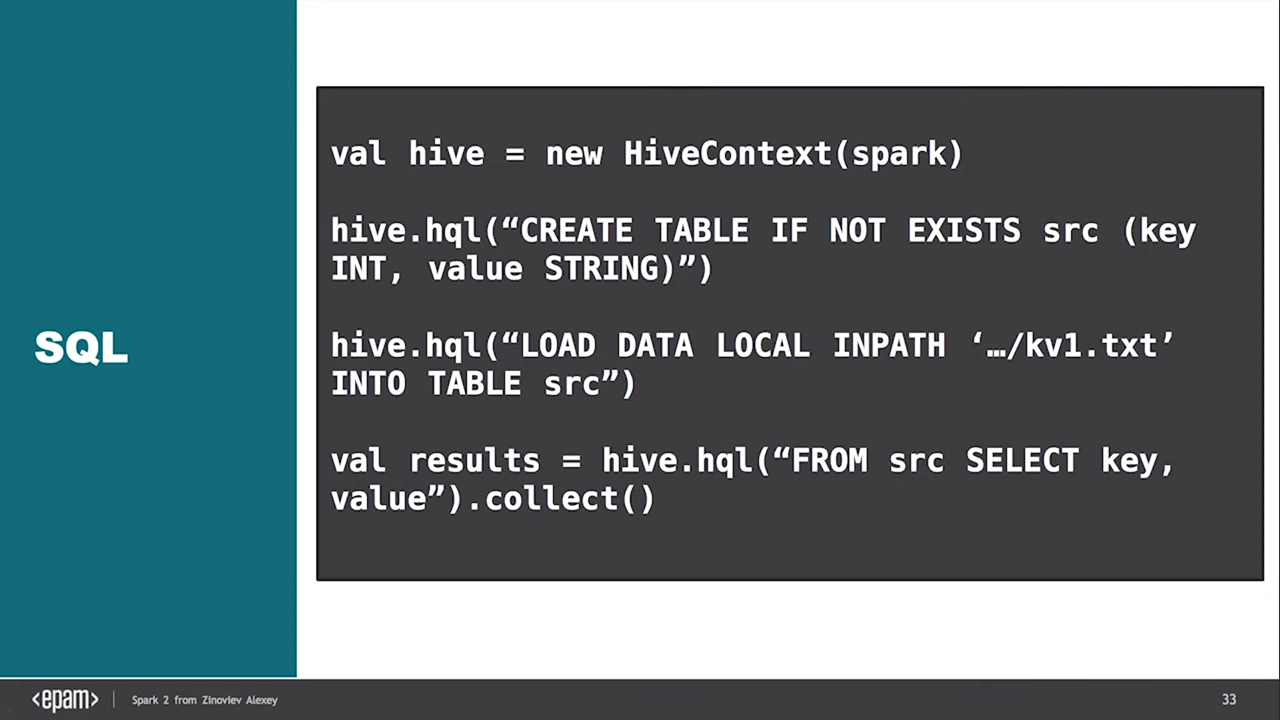 SQL
val hive = new HiveContext(spark)
hive.hql(“CREATE TABLE IF NOT EXISTS src (key
INT, value STRING)”)
hive.hql(“LOAD DATA LOCAL INPATH ‘…/kv1.txt’
INTO TABLE src”)
val results = hive.hql(“FROM src SELECT key,
value”).collect()
<epam>
Spark 2 from Zinoviev Alexey
33